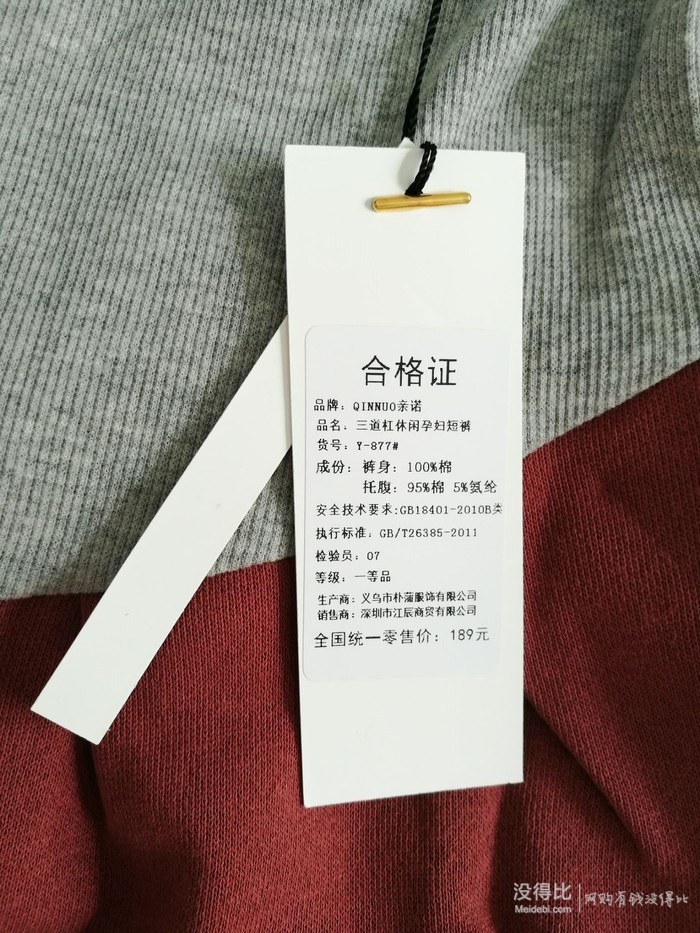 合格证
品牌：QINNUO亲诺
品名：三道杠休闲孕妇短裤
货号：Y-877#
成份：裤身：100%棉
托腹：95%棉 5%氨纶
安全技术要求:GB18401-2010B类
执行标准：GB/T26385-2011
检验员：07
等级：一等品
生产商：义乌市朴蒲服饰有限公司
销售商：深圳市江辰商贸有限公司
全国统一零售价：189元
没得比
Meidebi.com
网购有钱没得比